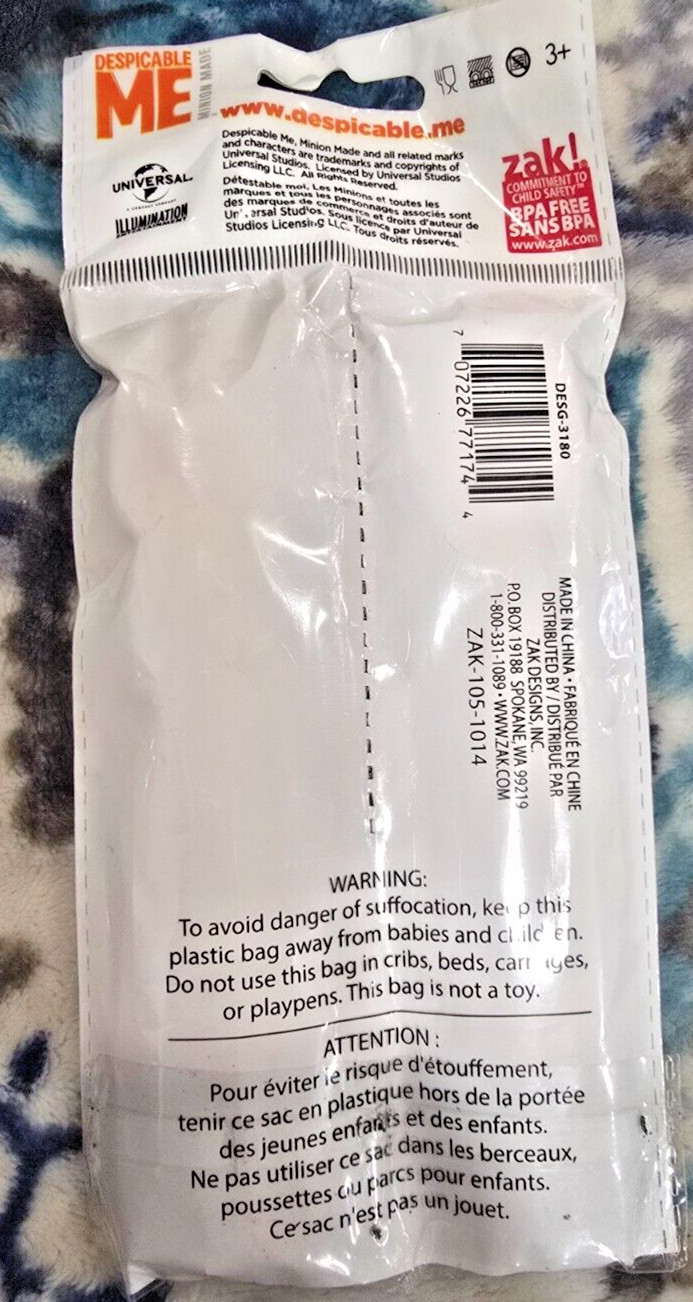 DESPICABLE
ME
MINION MADE
3+
www.despicable.me
Despicable Me, Minion Made and all related marks
and characters are trademarks and copyrights of
Universal Studios. Licensed by Universal Studios
Licensing LLC. All Rights Reserved.
Détestable moi, Les Minions et toutes les
marques et tous les personnages associés sont
des marques de commerce et droits d'auteur de
Universal Studios. Sous licence par Universal
Studios Licensing LLC. Tous droits réservés.
UNIVERSAL
A COMCAST COMPANY
ILLUMINATION
zak!
COMMITMENT TO
CHILD SAFETY™
BPA FREE
SANS BPA
www.zak.com
DESG-3180
7 07226 77174 4
MADE IN CHINA • FABRIQUÉ EN CHINE
DISTRIBUTED BY / DISTRIBUÉ PAR
ZAK DESIGNS, INC.
P.O. BOX 19188 SPOKANE, WA 99219
1-800-331-1089 • WWW.ZAK.COM
ZAK-105-1014
WARNING:
To avoid danger of suffocation, keep this
plastic bag away from babies and children.
Do not use this bag in cribs, beds, carriages,
or playpens. This bag is not a toy.
ATTENTION :
Pour éviter le risque d'étouffement,
tenir ce sac en plastique hors de la portée
des jeunes enfants et des enfants.
Ne pas utiliser ce sac dans les berceaux,
poussettes ou parcs pour enfants.
Ce sac n'est pas un jouet.